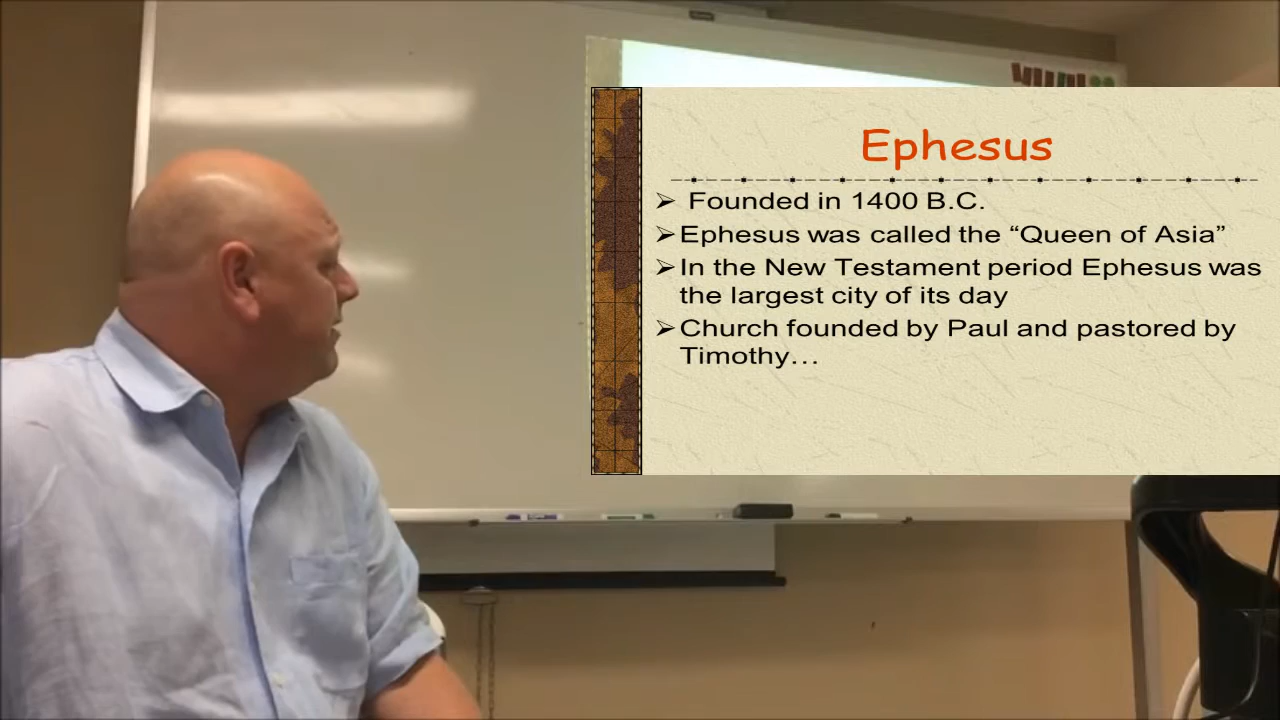 Ephesus
➢ Founded in 1400 B.C.
➢Ephesus was called the “Queen of Asia”
➢In the New Testament period Ephesus was
the largest city of its day
➢Church founded by Paul and pastored by
Timothy…